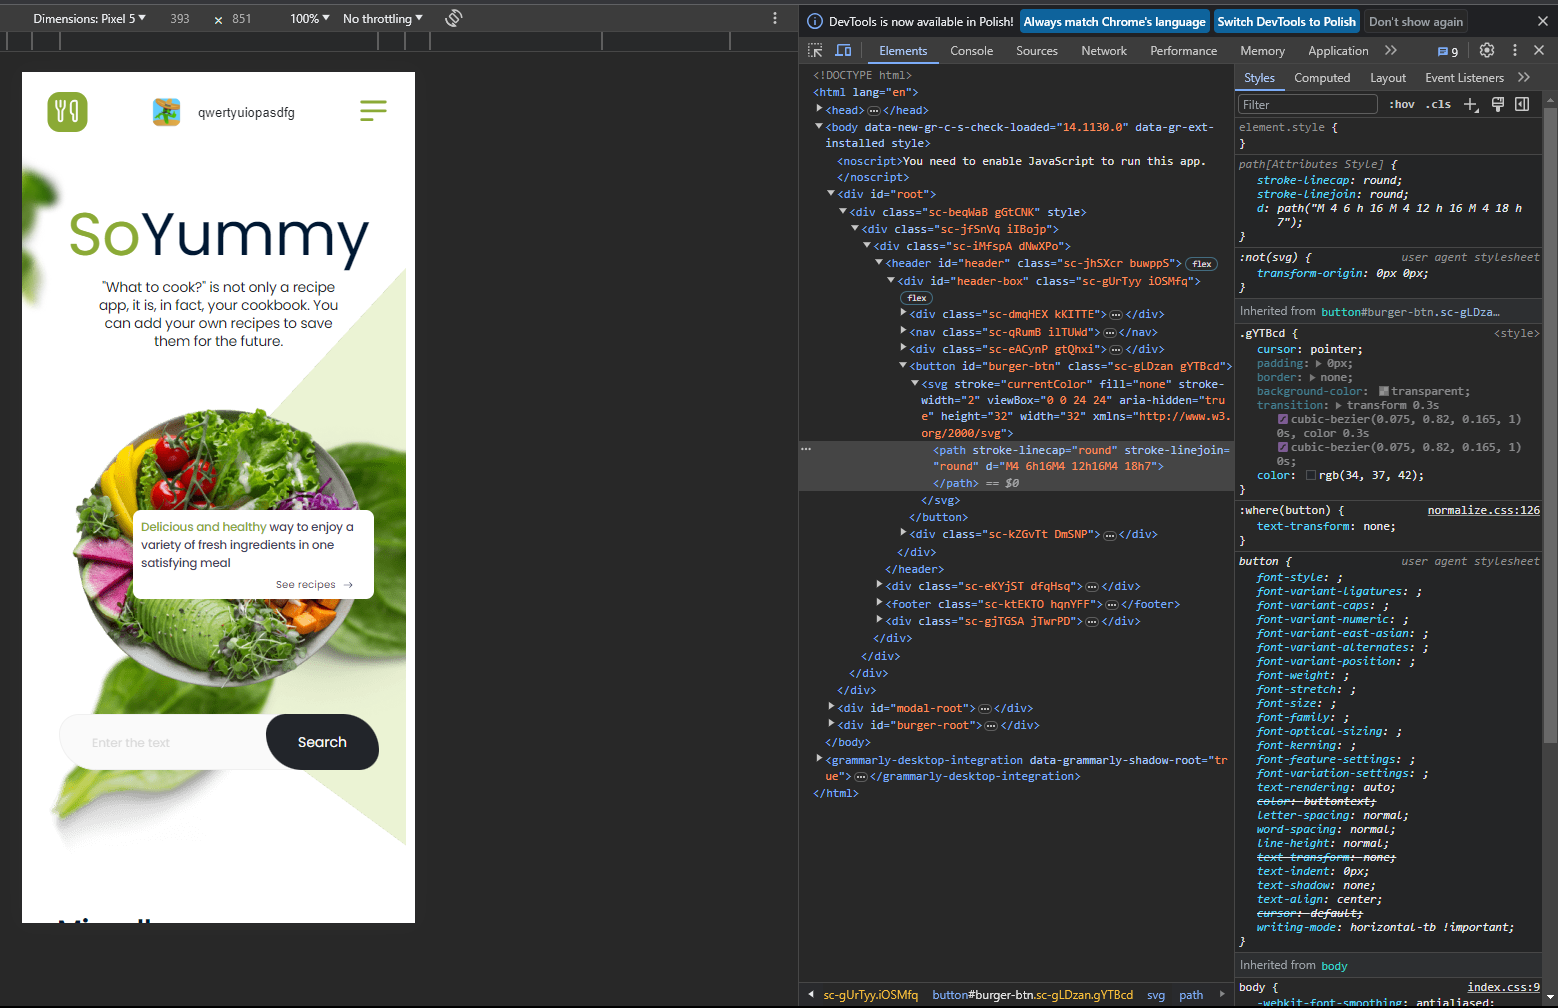 Dimensions: Pixel 5 393 × 851 100% No throttling
qwertyuiopasdfg
SoYummy
"What to cook?" is not only a recipe
app, it is, in fact, your cookbook. You
can add your own recipes to save
them for the future.
Delicious and healthy way to enjoy a
variety of fresh ingredients in one
satisfying meal
See recipes →
Enter the text
Search
DevTools is now available in Polish! Always match Chrome's language Switch DevTools to Polish Don't show again
Elements Console Sources Network Performance Memory Application 9
<!DOCTYPE html>
<html lang="en">
<head> … </head>
<body data-new-gr-c-s-check-loaded="14.1130.0" data-gr-ext-
installed style>
<noscript>You need to enable JavaScript to run this app.
</noscript>
<div id="root">
<div class="sc-beqWaB gGtCNK" style>
<div class="sc-jfSnVq iIBojp">
<div class="sc-iMfspA dNwXPo">
<header id="header" class="sc-jhSXcr buwppS"> flex
<div id="header-box" class="sc-gUrTyy iOSMfq">
flex
<div class="sc-dmqHEX kKITTE"> … </div>
<nav class="sc-qRumB ilTUWd"> … </nav>
<div class="sc-eACynP gtQhxi"> … </div>
<button id="burger-btn" class="sc-gLDzan gYTBcd">
<svg stroke="currentColor" fill="none" stroke-
width="2" viewBox="0 0 24 24" aria-hidden="tru
e" height="32" width="32" xmlns="http://www.w3.
org/2000/svg">
<path stroke-linecap="round" stroke-linejoin=
"round" d="M4 6h16M4 12h16M4 18h7">
</path> == $0
</svg>
</button>
<div class="sc-kZGvTt DmSNP"> … </div>
</div>
</header>
<div class="sc-eKYjST dfqHsq"> … </div>
<footer class="sc-ktEKTO hqnYFF"> … </footer>
<div class="sc-gjTGSA jTwrPD"> … </div>
</div>
</div>
</div>
</div>
<div id="modal-root"> … </div>
<div id="burger-root"> … </div>
</body>
<grammarly-desktop-integration data-grammarly-shadow-root="tr
ue"> … </grammarly-desktop-integration>
</html>
sc-gUrTyy.iOSMfq button#burger-btn.sc-gLDzan.gYTBcd svg path
Styles Computed Layout Event Listeners
Filter :hov .cls
element.style {
}
path[Attributes Style] {
stroke-linecap: round;
stroke-linejoin: round;
d: path("M 4 6 h 16 M 4 12 h 16 M 4 18 h
7");
}
:not(svg) { user agent stylesheet
transform-origin: 0px 0px;
}
Inherited from button#burger-btn.sc-gLDza…
.gYTBcd { <style>
cursor: pointer;
padding: 0px;
border: none;
background-color: transparent;
transition: transform 0.3s
cubic-bezier(0.075, 0.82, 0.165, 1)
0s, color 0.3s
cubic-bezier(0.075, 0.82, 0.165, 1)
0s;
color: rgb(34, 37, 42);
}
:where(button) { normalize.css:126
text-transform: none;
}
button { user agent stylesheet
font-style: ;
font-variant-ligatures: ;
font-variant-caps: ;
font-variant-numeric: ;
font-variant-east-asian: ;
font-variant-alternates: ;
font-variant-position: ;
font-weight: ;
font-stretch: ;
font-size: ;
font-family: ;
font-optical-sizing: ;
font-kerning: ;
font-feature-settings: ;
font-variation-settings: ;
text-rendering: auto;
color: buttontext;
letter-spacing: normal;
word-spacing: normal;
line-height: normal;
text-transform: none;
text-indent: 0px;
text-shadow: none;
text-align: center;
cursor: default;
writing-mode: horizontal-tb !important;
}
Inherited from body
body { index.css:9
-webkit-font-smoothing: antialiased;